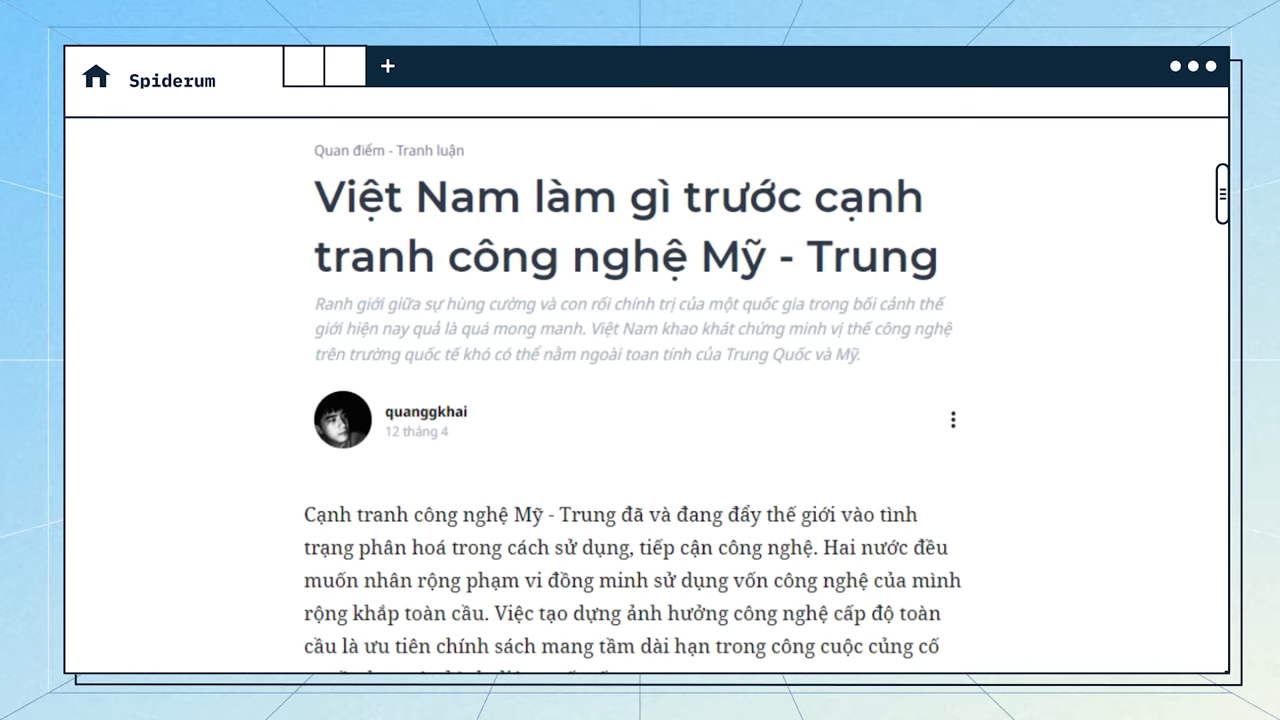 Spiderum
Quan điểm - Tranh luận
Việt Nam làm gì trước cạnh
tranh công nghệ Mỹ - Trung
Ranh giới giữa sự hùng cường và con rối chính trị của một quốc gia trong bối cảnh thế
giới hiện nay quả là quá mong manh. Việt Nam khao khát chứng minh vị thế công nghệ
trên trường quốc tế khó có thể nằm ngoài toan tính của Trung Quốc và Mỹ.
quanggkhai
12 tháng 4
Cạnh tranh công nghệ Mỹ - Trung đã và đang đẩy thế giới vào tình
trạng phân hoá trong cách sử dụng, tiếp cận công nghệ. Hai nước đều
muốn nhân rộng phạm vi đồng minh sử dụng vốn công nghệ của mình
rộng khắp toàn cầu. Việc tạo dựng ảnh hưởng công nghệ cấp độ toàn
cầu là ưu tiên chính sách mang tầm dài hạn trong công cuộc củng cố